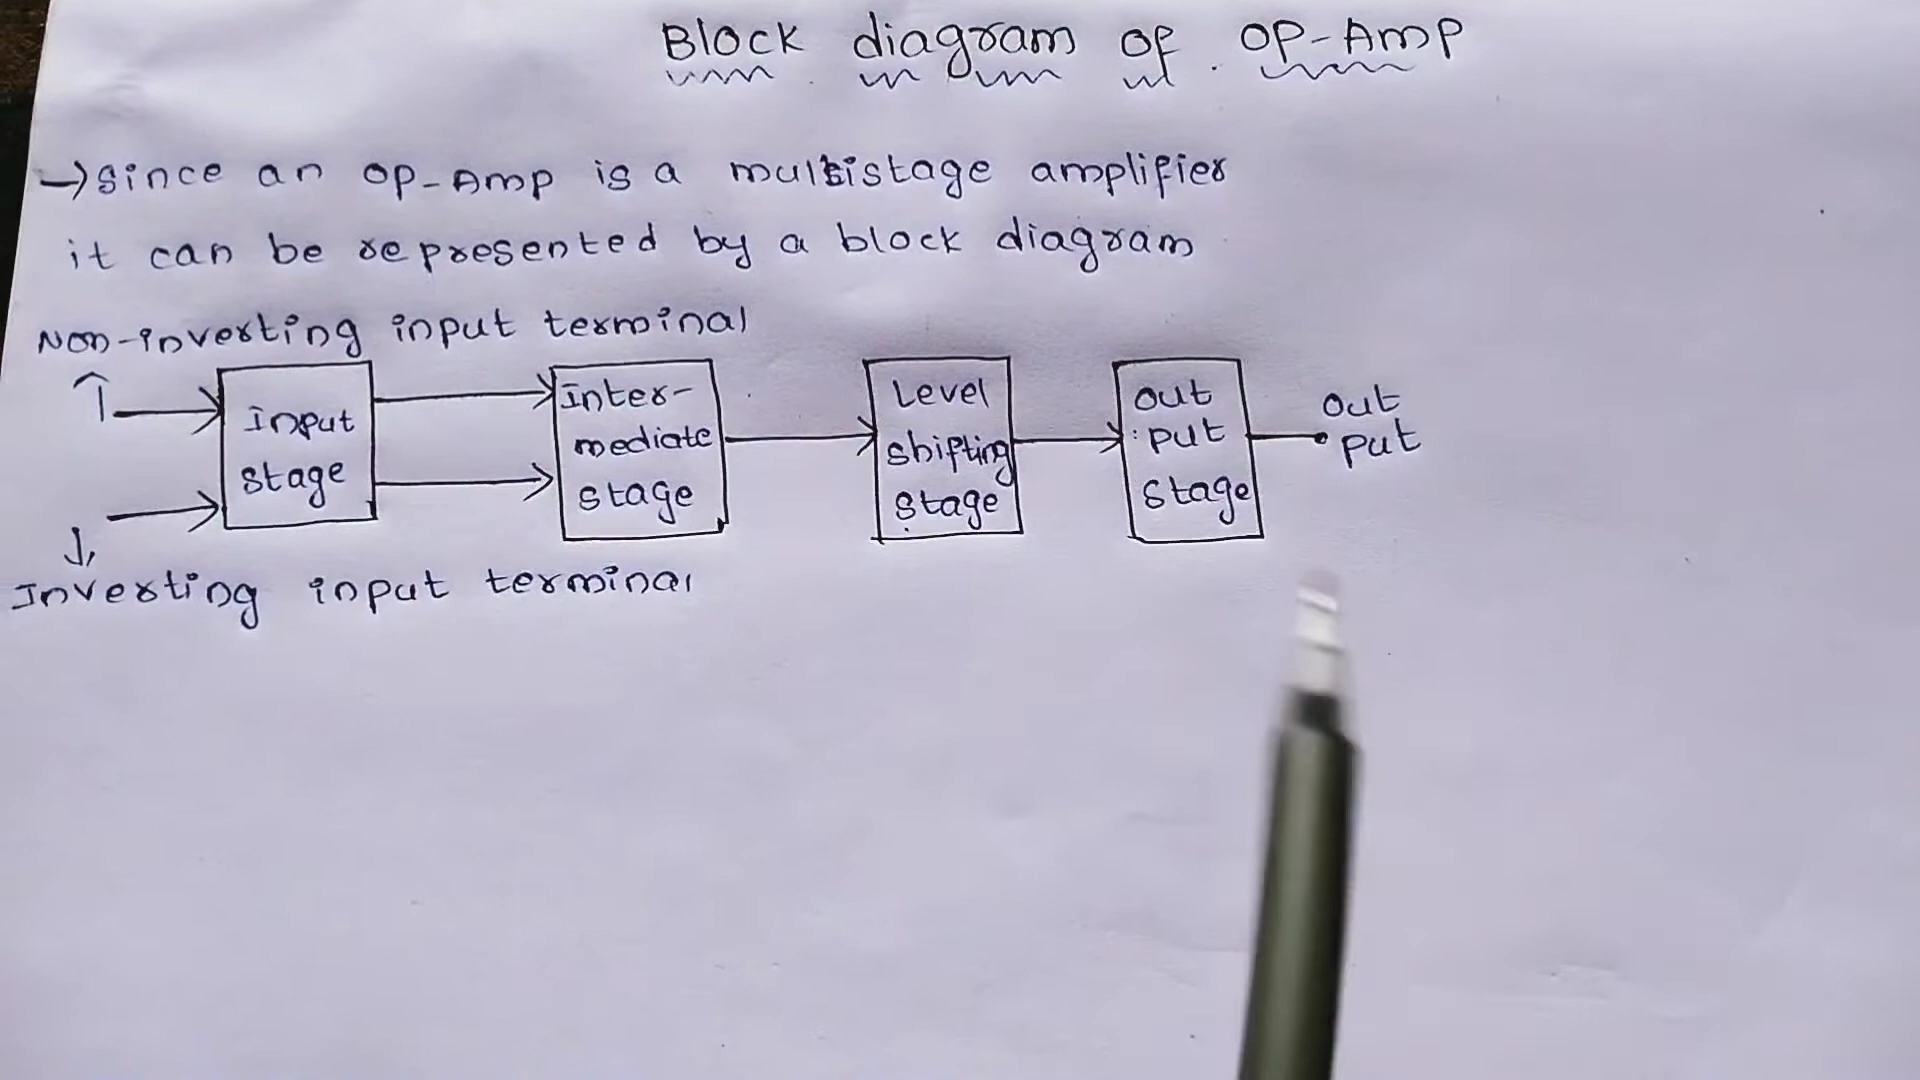 Block diagram of OP-Amp
→ since an OP-Amp is a multistage amplifier
it can be represented by a block diagram
Non-inverting input terminal
Input
stage
Inter-
mediate
stage
Level
shifting
stage
out
put
stage
out
put
Inverting input terminal